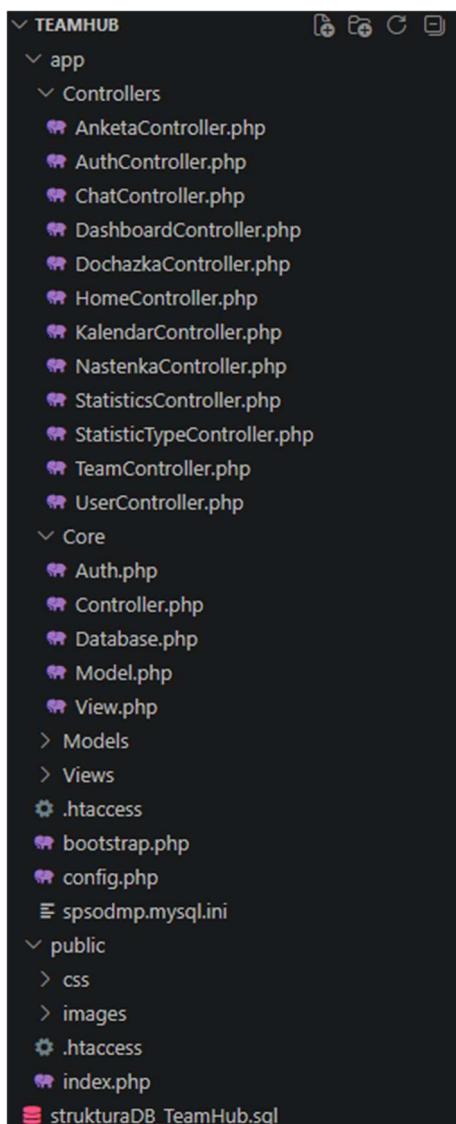 TEAMHUB
app
Controllers
AnketaController.php
AuthController.php
ChatController.php
DashboardController.php
DochazkaController.php
HomeController.php
KalendarController.php
NastenkaController.php
StatisticsController.php
StatisticTypeController.php
TeamController.php
UserController.php
Core
Auth.php
Controller.php
Database.php
Model.php
View.php
Models
Views
.htaccess
bootstrap.php
config.php
spsodmp.mysql.ini
public
css
images
.htaccess
index.php
strukturaDB_TeamHub.sql